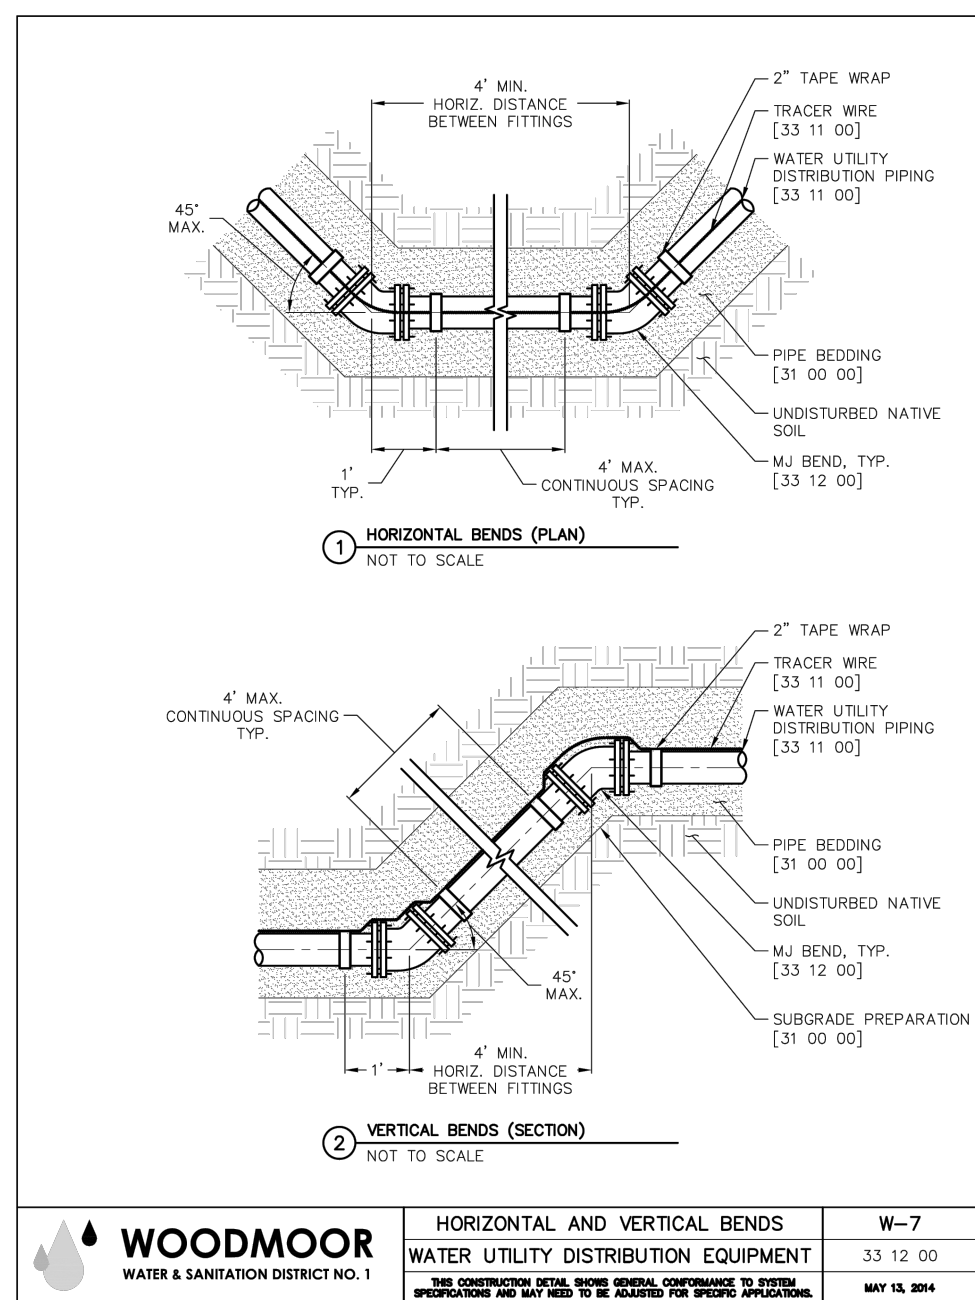 4' MIN.
HORIZ. DISTANCE
BETWEEN FITTINGS
2" TAPE WRAP
TRACER WIRE
[33 11 00]
WATER UTILITY
DISTRIBUTION PIPING
[33 11 00]
45°
MAX.
PIPE BEDDING
[31 00 00]
UNDISTURBED NATIVE
SOIL
MJ BEND, TYP.
[33 12 00]
1'
TYP.
4' MAX.
CONTINUOUS SPACING
TYP.
1
HORIZONTAL BENDS (PLAN)
NOT TO SCALE
2" TAPE WRAP
TRACER WIRE
[33 11 00]
WATER UTILITY
DISTRIBUTION PIPING
[33 11 00]
4' MAX.
CONTINUOUS SPACING
TYP.
PIPE BEDDING
[31 00 00]
UNDISTURBED NATIVE
SOIL
MJ BEND, TYP.
[33 12 00]
45°
MAX.
SUBGRADE PREPARATION
[31 00 00]
1'
4' MIN.
HORIZ. DISTANCE
BETWEEN FITTINGS
2
VERTICAL BENDS (SECTION)
NOT TO SCALE
WOODMOOR
WATER & SANITATION DISTRICT NO. 1
HORIZONTAL AND VERTICAL BENDS
WATER UTILITY DISTRIBUTION EQUIPMENT
THIS CONSTRUCTION DETAIL SHOWS GENERAL CONFORMANCE TO SYSTEM
SPECIFICATIONS AND MAY NEED TO BE ADJUSTED FOR SPECIFIC APPLICATIONS.
W-7
33 12 00
MAY 13, 2014